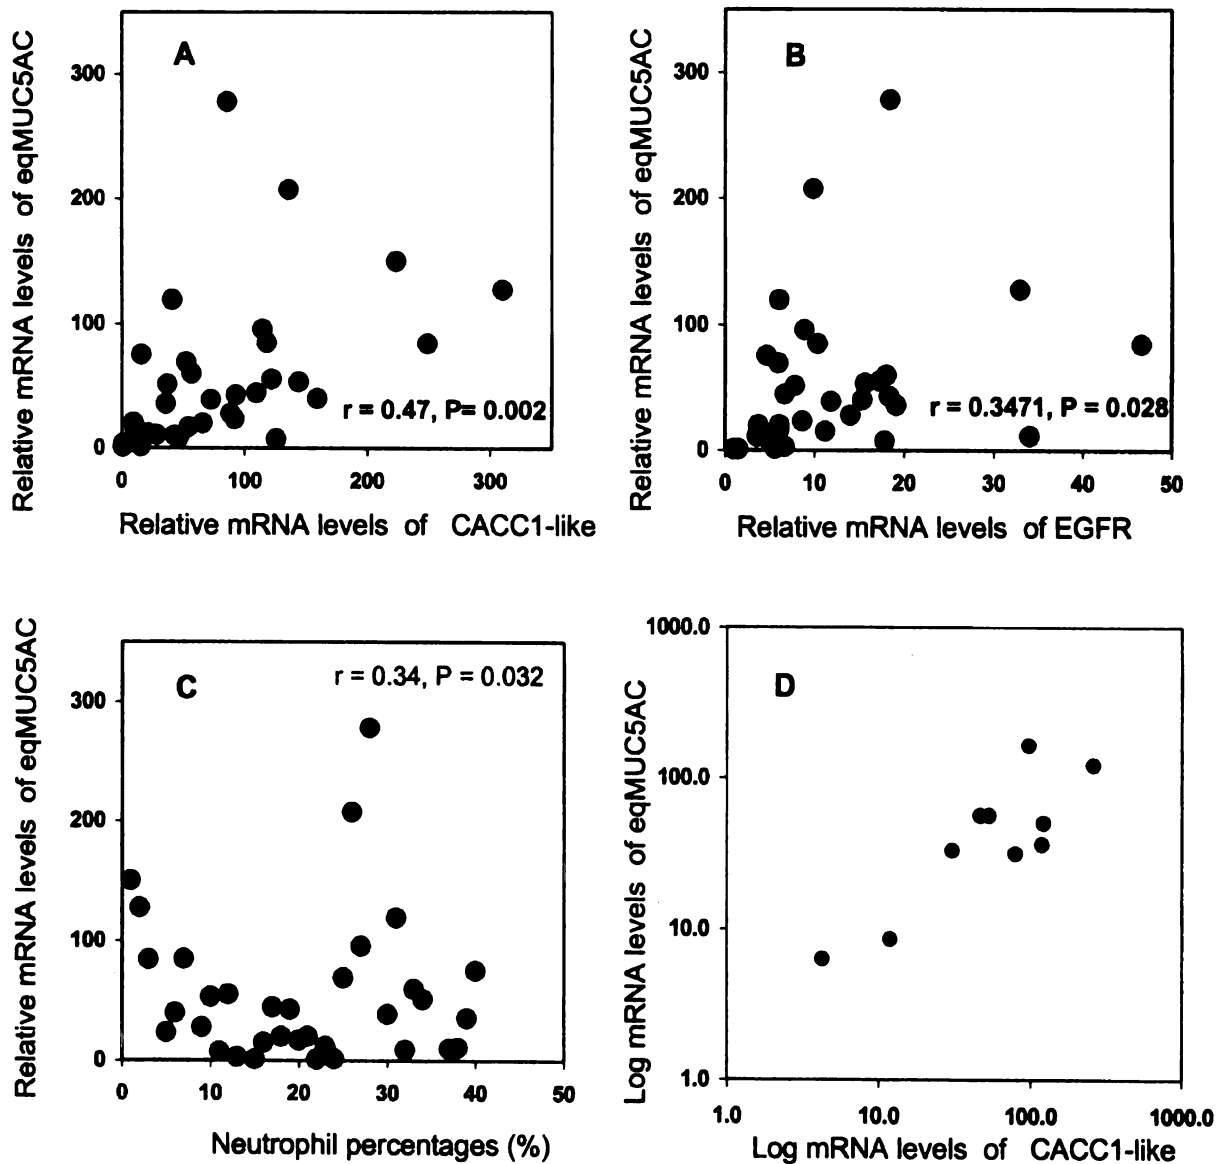 A
Relative mRNA levels of eqMUC5AC
300
200
100
0
r = 0.47, P= 0.002
0 100 200 300
Relative mRNA levels of CACC1-like
B
Relative mRNA levels of eqMUC5AC
300
200
100
0
r = 0.3471, P = 0.028
0 10 20 30 40 50
Relative mRNA levels of EGFR
C
r = 0.34, P = 0.032
Relative mRNA levels of eqMUC5AC
300
200
100
0
0 10 20 30 40 50
Neutrophil percentages (%)
D
Log mRNA levels of eqMUC5AC
1000.0
100.0
10.0
1.0
1.0 10.0 100.0 1000.0
Log mRNA levels of CACC1-like